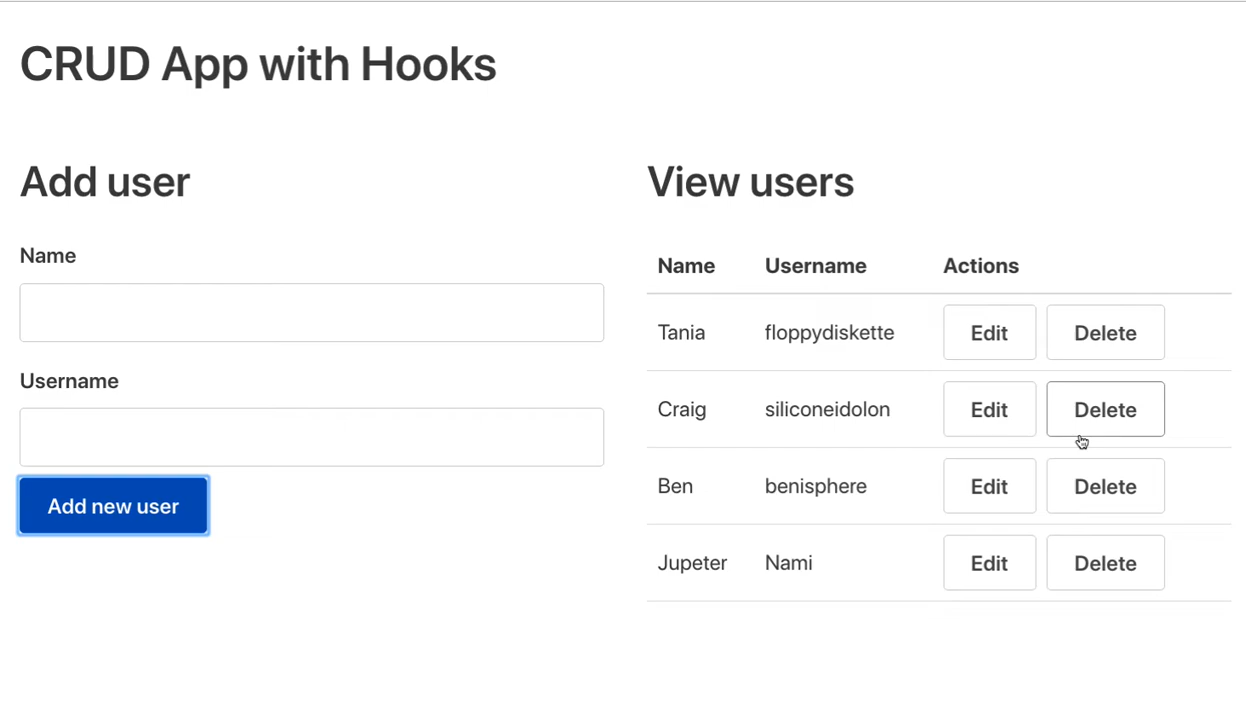 CRUD App with Hooks
Add user
Name
Username
Add new user
View users
Name Username Actions
Tania floppydiskette Edit Delete
Craig siliconeidolon Edit Delete
Ben benisphere Edit Delete
Jupeter Nami Edit Delete